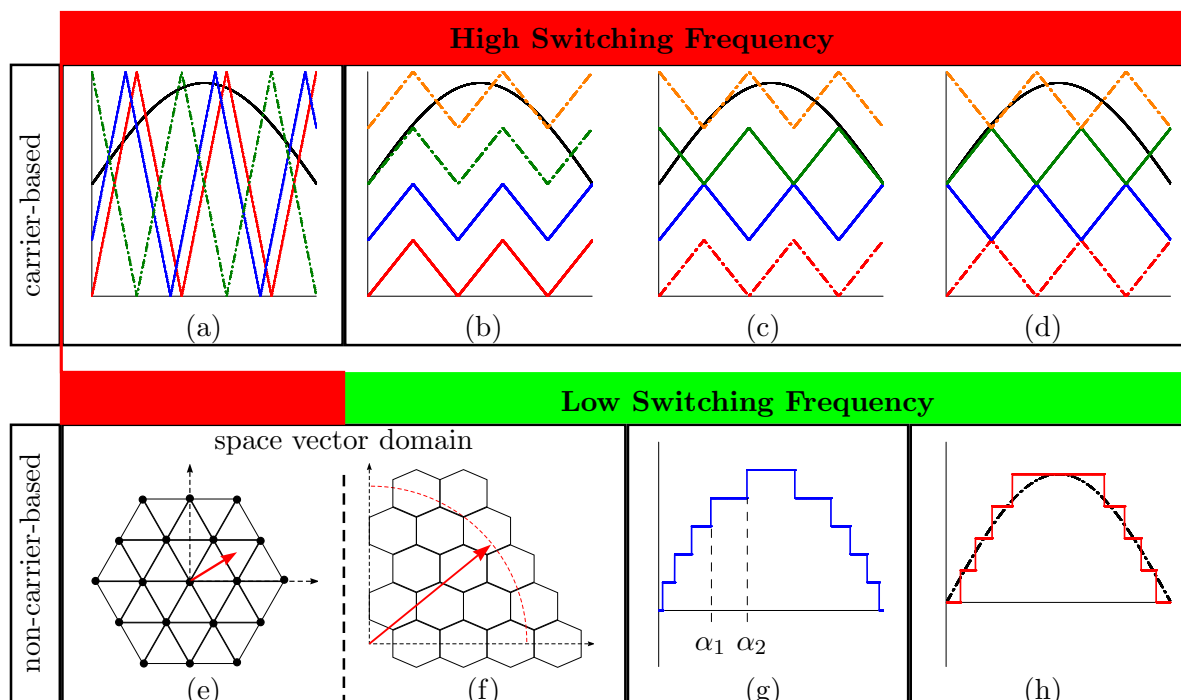 High Switching Frequency
carrier-based
(a)
(b)
(c)
(d)
Low Switching Frequency
non-carrier-based
space vector domain
α1
α2
(e)
(f)
(g)
(h)